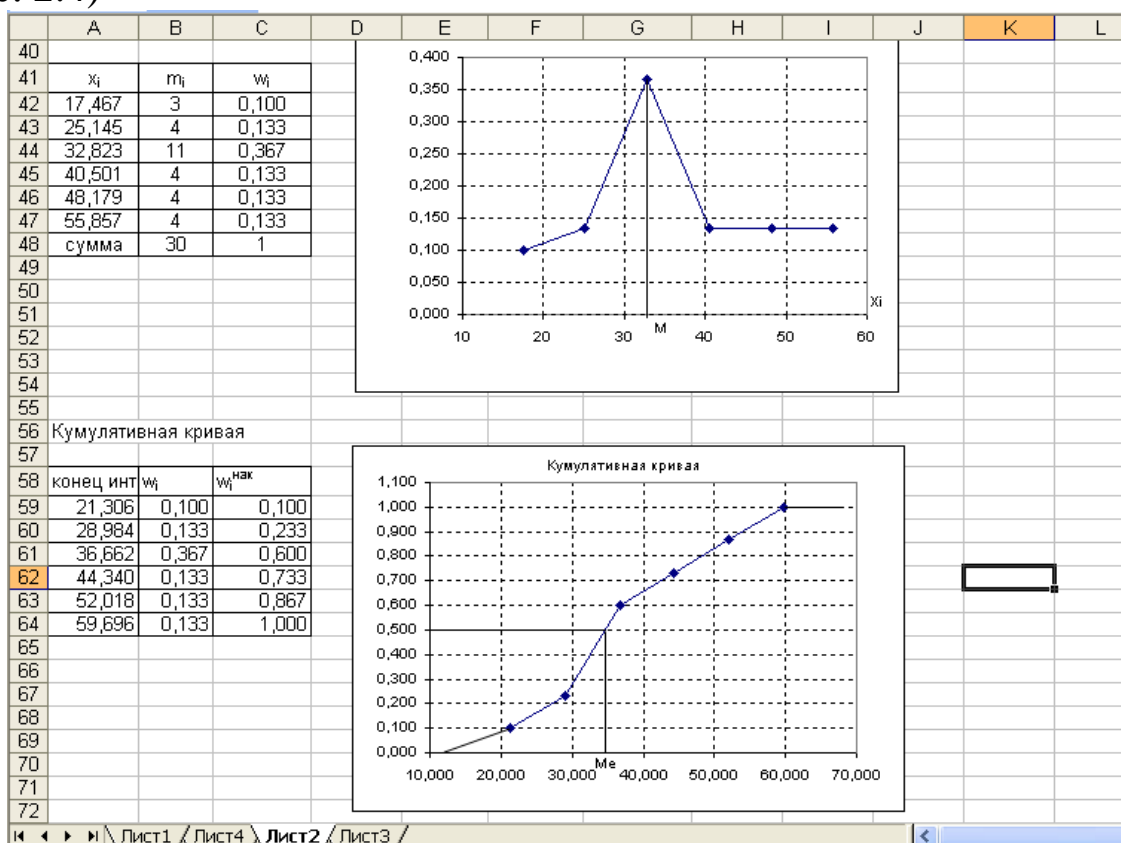 A B C D E F G H I J K L
40
41 xi mi wi
42 17,467 3 0,100
43 25,145 4 0,133
44 32,823 11 0,367
45 40,501 4 0,133
46 48,179 4 0,133
47 55,857 4 0,133
48 сумма 30 1
49
50
51
52
53
54
55
0,400
0,350
0,300
0,250
0,200
0,150
0,100
0,050
0,000
10 20 30 40 50 60
М
Xi
56 Кумулятивная кривая
57
58 конец инт wi wiнак
59 21,306 0,100 0,100
60 28,984 0,133 0,233
61 36,662 0,367 0,600
62 44,340 0,133 0,733
63 52,018 0,133 0,867
64 59,696 0,133 1,000
65
66
67
68
69
70
71
72
Кумулативная кривая
1,100
1,000
0,900
0,800
0,700
0,600
0,500
0,400
0,300
0,200
0,100
0,000
Ме
10,000 20,000 30,000 40,000 50,000 60,000 70,000
Лист1 Лист4 Лист2 Лист3